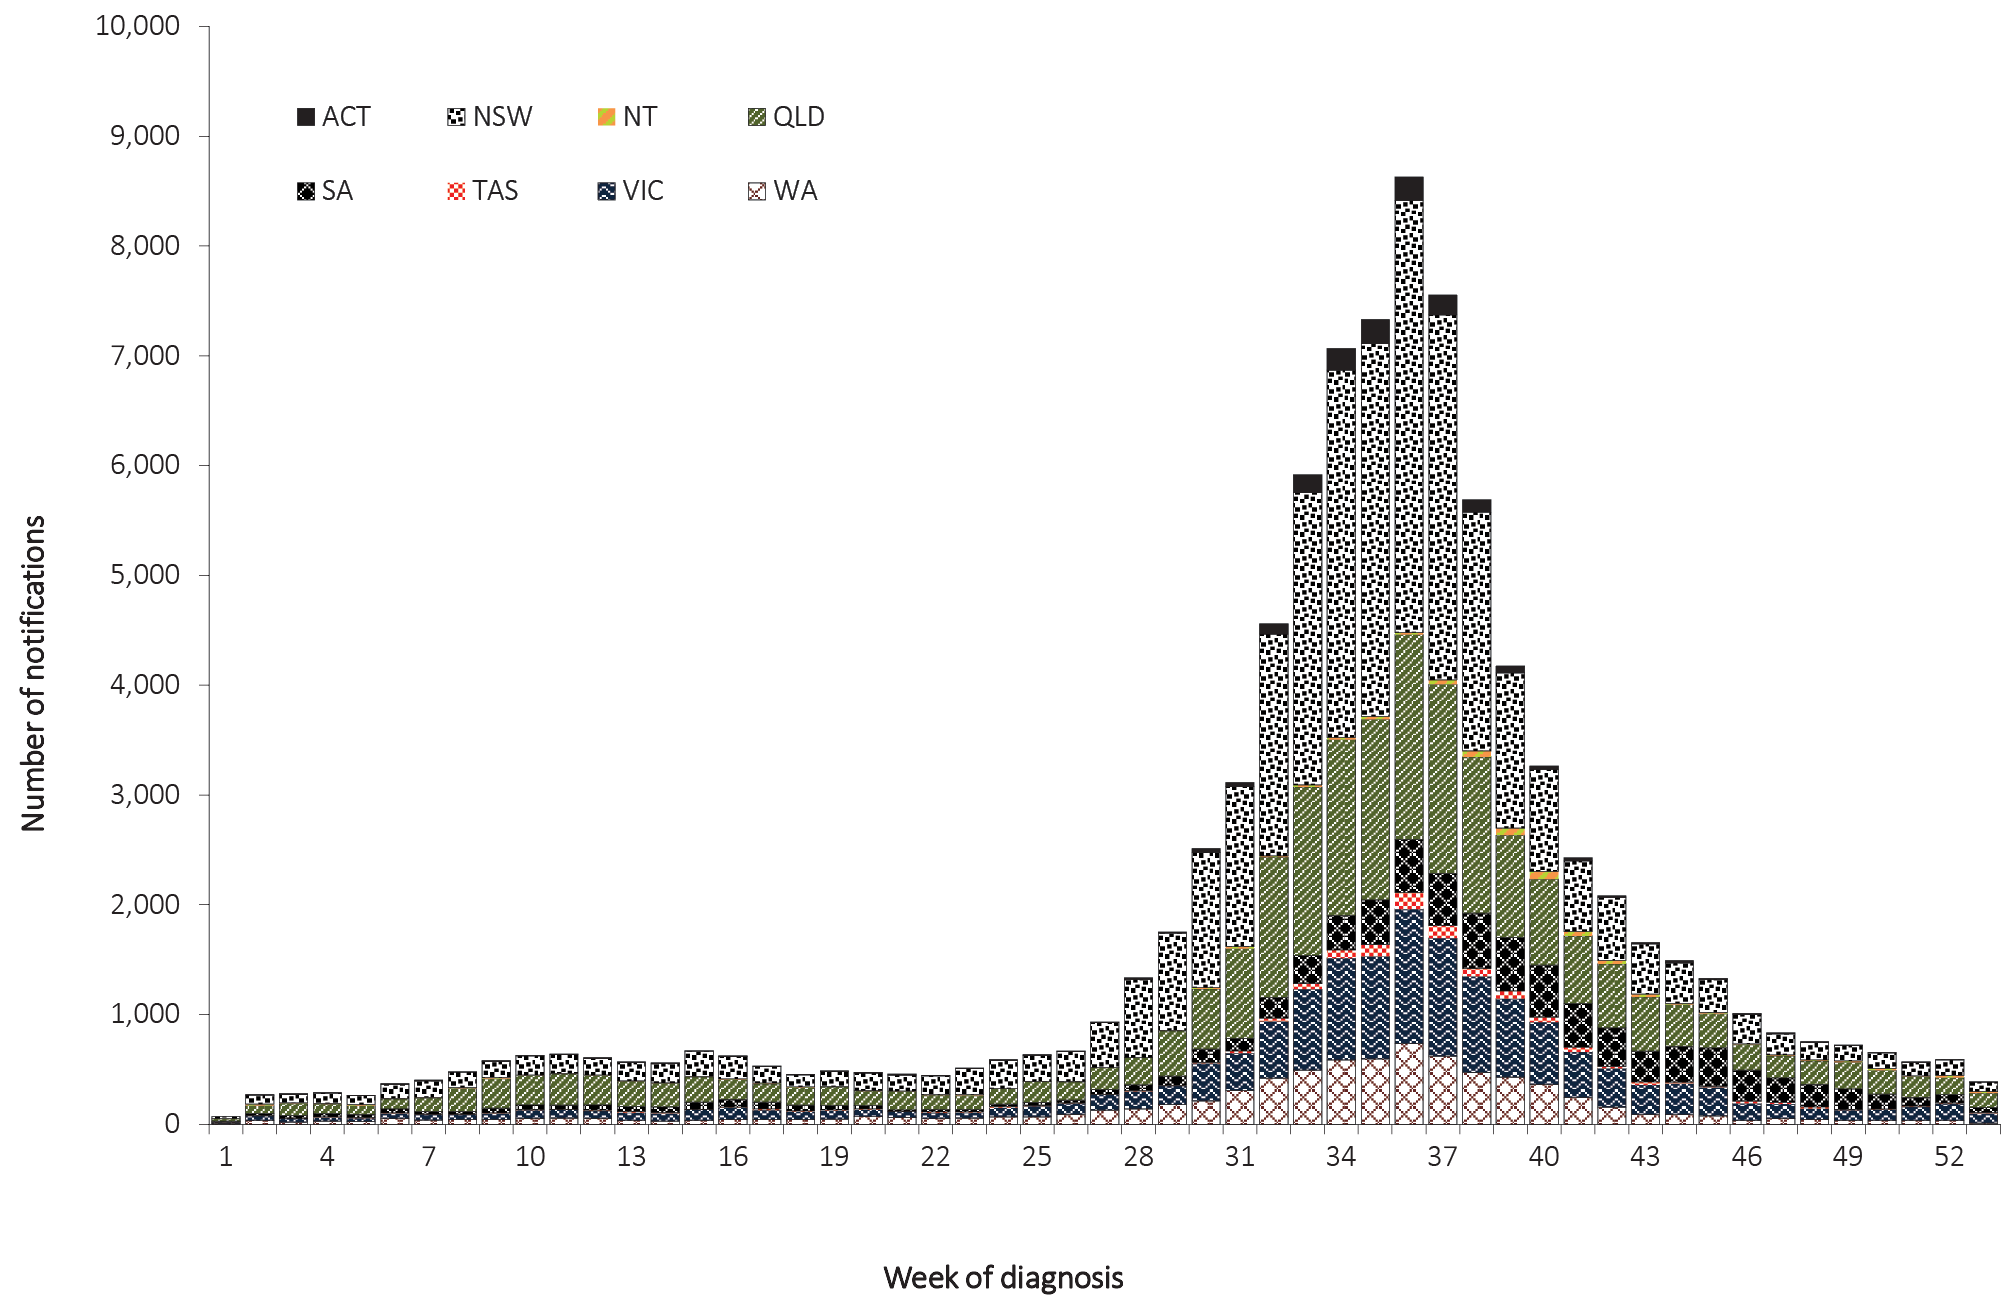 10,000
9,000
8,000
7,000
6,000
5,000
4,000
3,000
2,000
1,000
0
Number of notifications
ACT NSW NT QLD
SA TAS VIC WA
1 4 7 10 13 16 19 22 25 28 31 34 37 40 43 46 49 52
Week of diagnosis